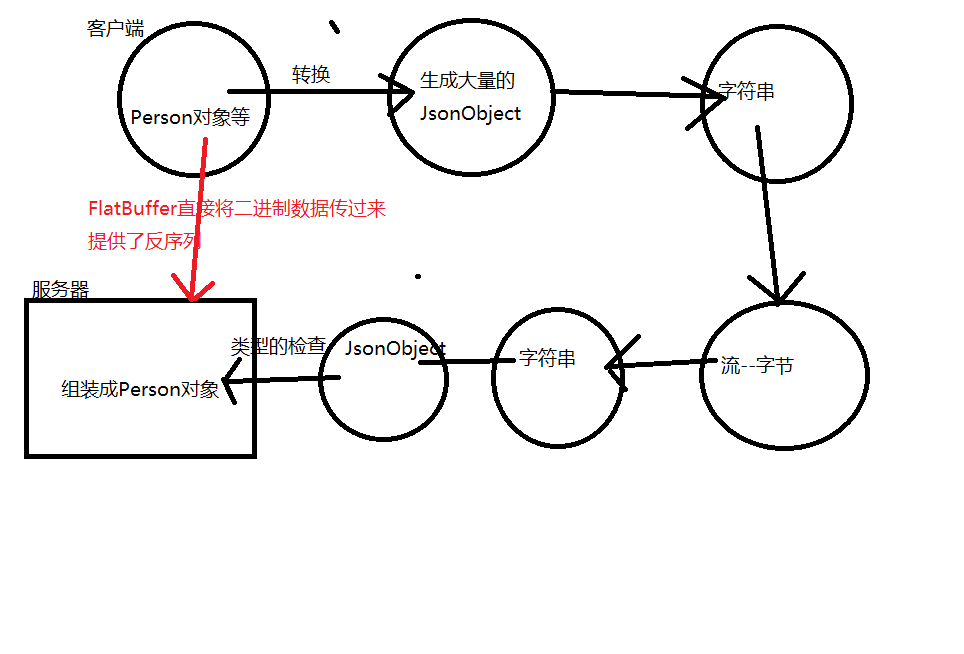 客户端
Person对象等
转换
生成大量的
JsonObject
字符串
FlatBuffer直接将二进制数据传过来
提供了反序列
服务器
组装成Person对象
类型的检查
JsonObject
字符串
流--字节